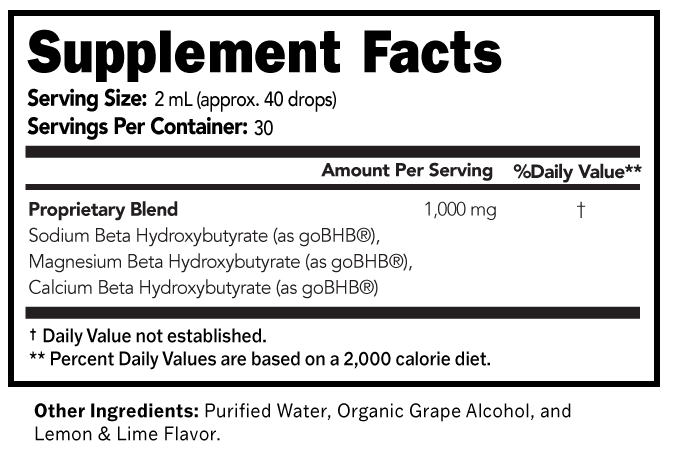 Supplement Facts
Serving Size: 2 mL (approx. 40 drops)
Servings Per Container: 30
Amount Per Serving %Daily Value**
Proprietary Blend 1,000 mg †
Sodium Beta Hydroxybutyrate (as goBHB®),
Magnesium Beta Hydroxybutyrate (as goBHB®),
Calcium Beta Hydroxybutyrate (as goBHB®)
† Daily Value not established.
** Percent Daily Values are based on a 2,000 calorie diet.
Other Ingredients: Purified Water, Organic Grape Alcohol, and
Lemon & Lime Flavor.